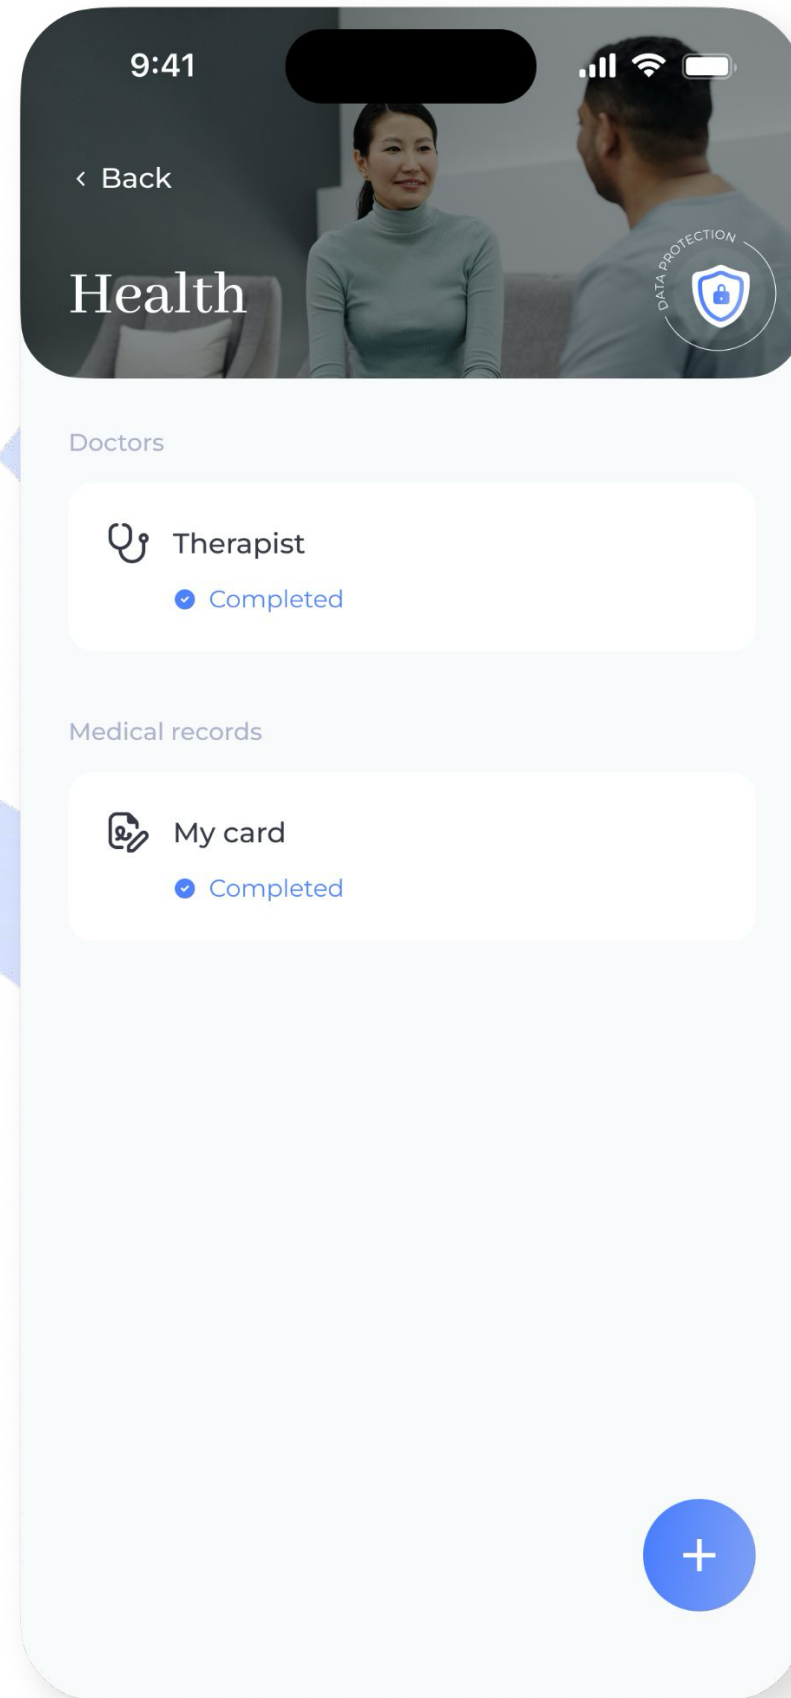 9:41
Back
Health
DATA PROTECTION
Doctors
Therapist
Completed
Medical records
My card
Completed